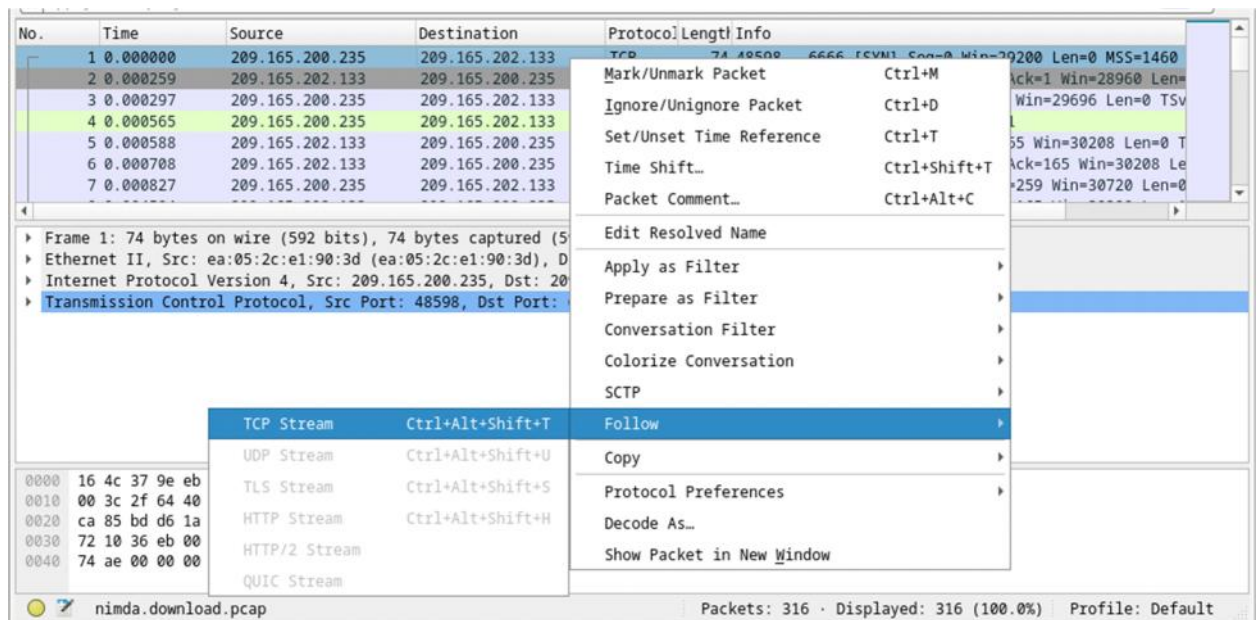 No. Time Source Destination Protocol Length Info
1 0.000000 209.165.200.235 209.165.202.133 TCP 74 48598 6666 [SYN] Seq=0 Win=29200 Len=0 MSS=1460
2 0.000259 209.165.202.133 209.165.200.235 Ack=1 Win=28960 Len=
3 0.000297 209.165.200.235 209.165.202.133 Win=29696 Len=0 TSv
4 0.000565 209.165.200.235 209.165.202.133
5 0.000588 209.165.202.133 209.165.200.235 65 Win=30208 Len=0 T
6 0.000708 209.165.202.133 209.165.200.235 Ack=165 Win=30208 Le
7 0.000827 209.165.200.235 209.165.202.133 =259 Win=30720 Len=0
Mark/Unmark Packet Ctrl+M
Ignore/Unignore Packet Ctrl+D
Set/Unset Time Reference Ctrl+T
Time Shift… Ctrl+Shift+T
Packet Comment… Ctrl+Alt+C
Edit Resolved Name
Apply as Filter
Prepare as Filter
Conversation Filter
Colorize Conversation
SCTP
Follow
Copy
Protocol Preferences
Decode As…
Show Packet in New Window
Frame 1: 74 bytes on wire (592 bits), 74 bytes captured (5
Ethernet II, Src: ea:05:2c:e1:90:3d (ea:05:2c:e1:90:3d), D
Internet Protocol Version 4, Src: 209.165.200.235, Dst: 20
Transmission Control Protocol, Src Port: 48598, Dst Port:
TCP Stream Ctrl+Alt+Shift+T
UDP Stream Ctrl+Alt+Shift+U
TLS Stream Ctrl+Alt+Shift+S
HTTP Stream Ctrl+Alt+Shift+H
HTTP/2 Stream
QUIC Stream
0000 16 4c 37 9e eb
0010 00 3c 2f 64 40
0020 ca 85 bd d6 1a
0030 72 10 36 eb 00
0040 74 ae 00 00 00
nimda.download.pcap Packets: 316 · Displayed: 316 (100.0%) Profile: Default